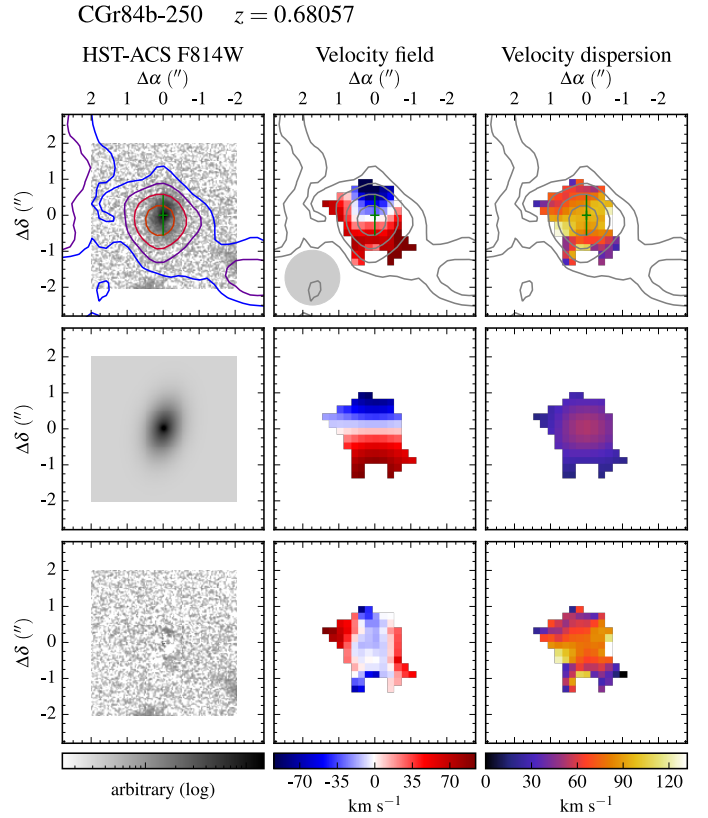 CGr84b-250 z = 0.68057
HST-ACS F814W Velocity field Velocity dispersion
Δα (″) Δα (″) Δα (″)
2 1 0 -1 -2 2 1 0 -1 -2 2 1 0 -1 -2
2
1
0
-1
-2
Δδ (″)
2
1
0
-1
-2
Δδ (″)
2
1
0
-1
-2
Δδ (″)
-70 -35 0 35 70 0 30 60 90 120
arbitrary (log) km s⁻¹ km s⁻¹